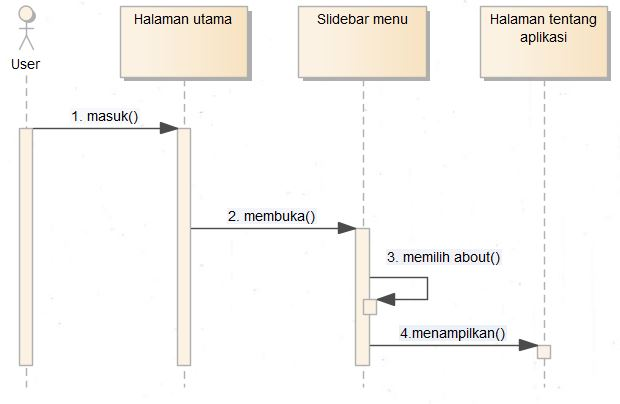 User
Halaman utama
Slidebar menu
Halaman tentang
aplikasi
1. masuk()
2. membuka()
3. memilih about()
4.menampilkan()